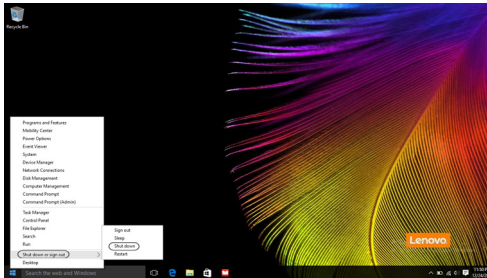 Recycle Bin
Lenovo
Programs and Features
Mobility Center
Power Options
Event Viewer
System
Device Manager
Network Connections
Disk Management
Computer Management
Command Prompt
Command Prompt (Admin)
Task Manager
Control Panel
File Explorer
Search
Run
Shut down or sign out
Desktop
Sign out
Sleep
Shut down
Restart
Search the web and Windows